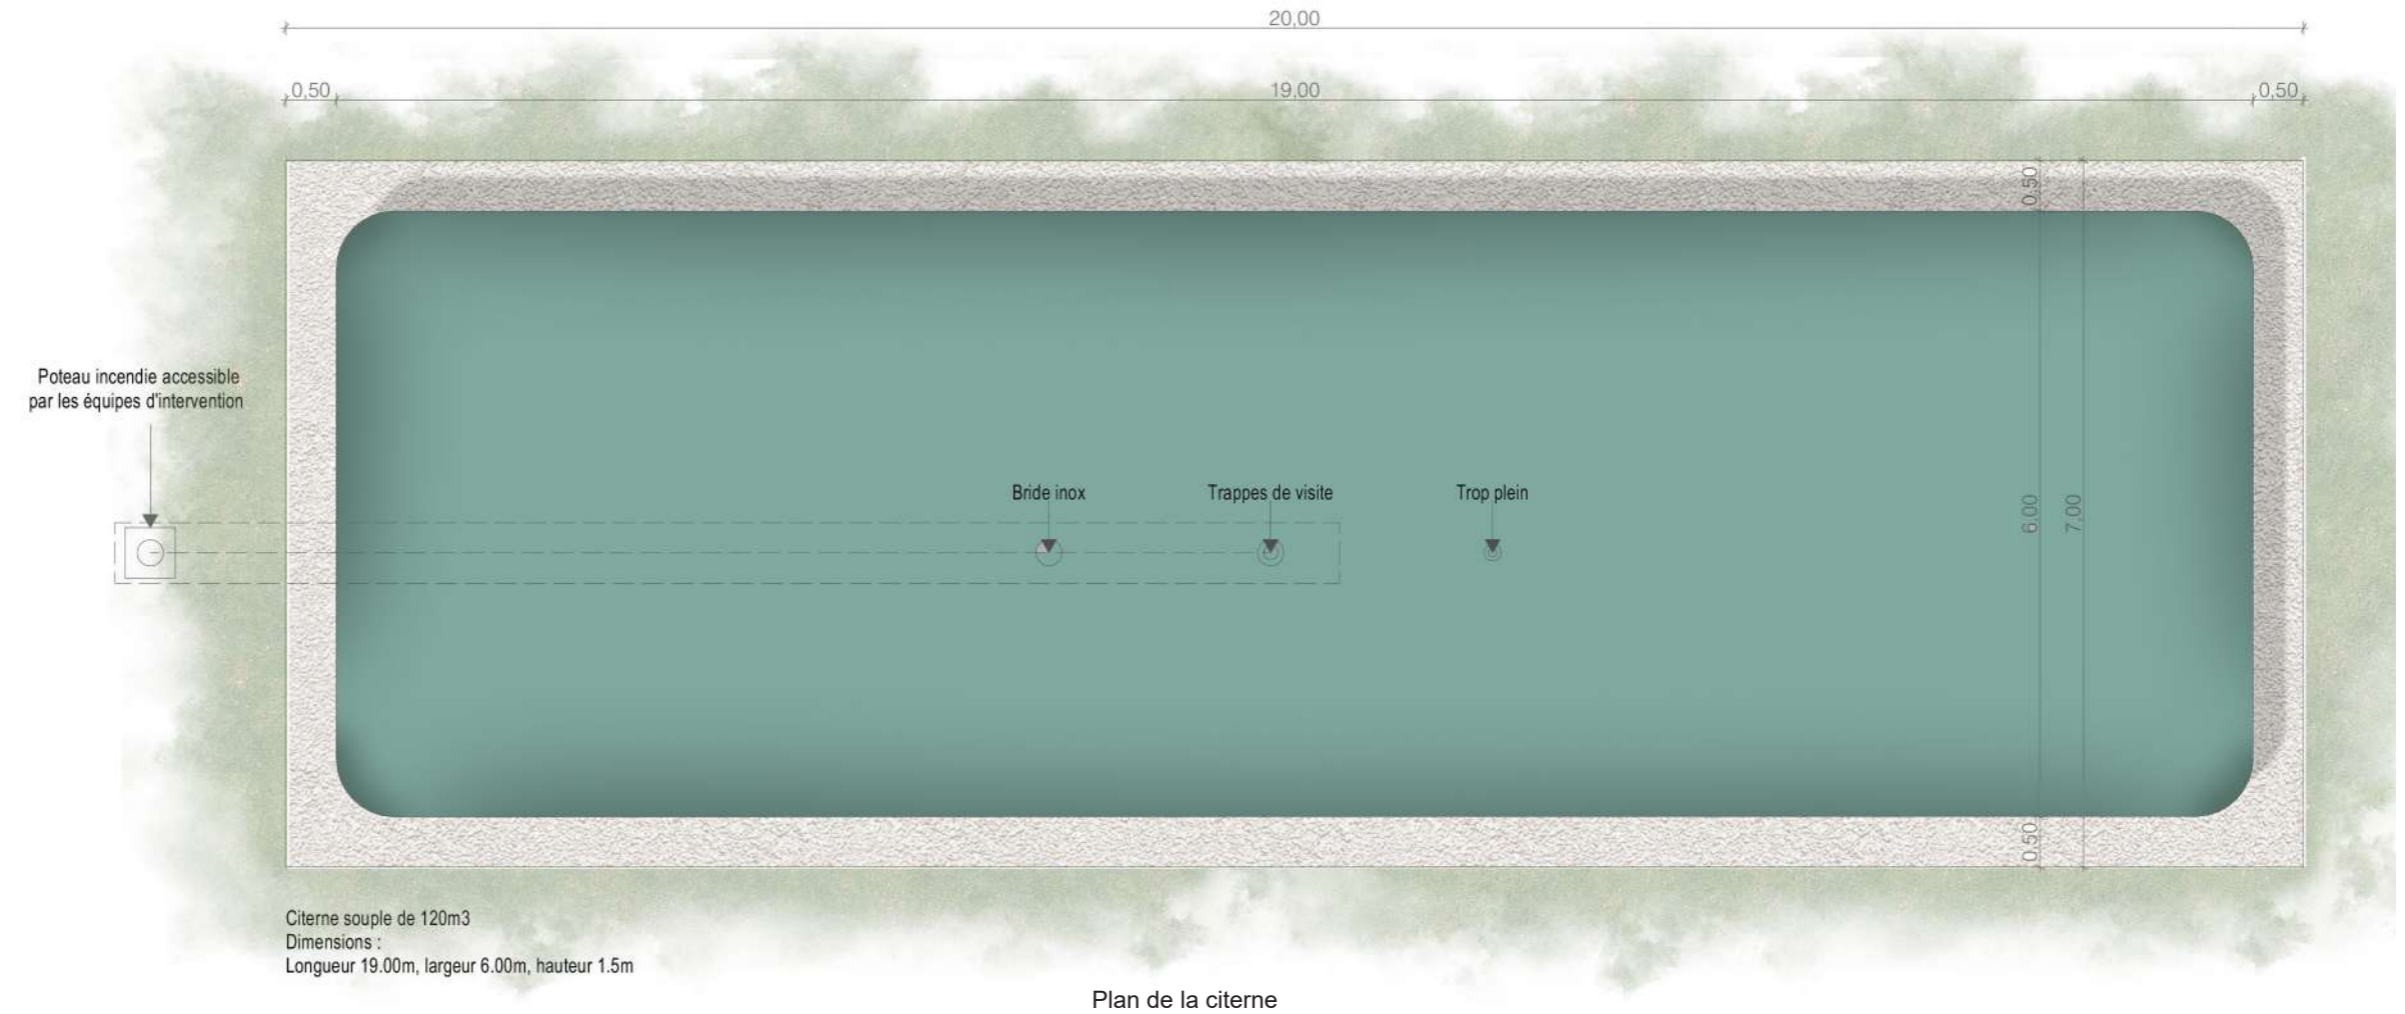 20,00
0,50
19,00
0,50
0,50
Poteau incendie accessible
par les équipes d'intervention
Bride inox
Trappes de visite
Trop plein
6,00
7,00
0,50
Citerne souple de 120m3
Dimensions :
Longueur 19.00m, largeur 6.00m, hauteur 1.5m
Plan de la citerne